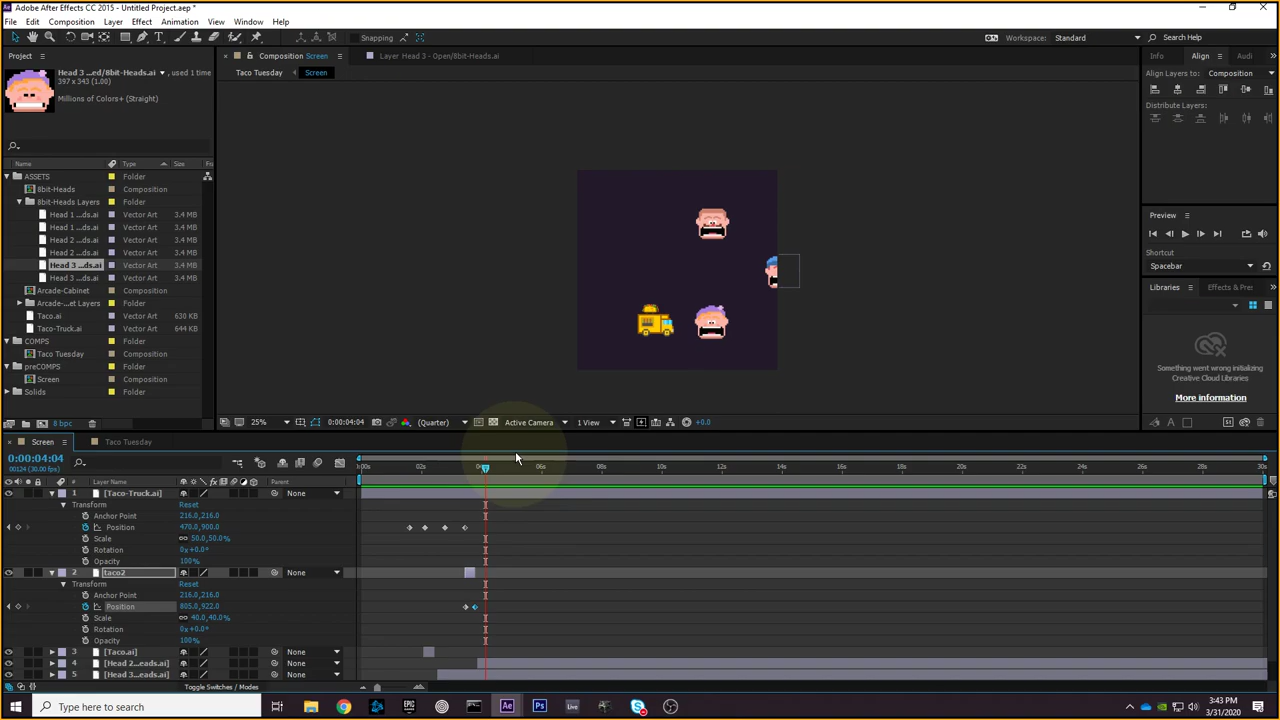 Adobe After Effects CC 2015 - Untitled Project.aep *
File Edit Composition Layer Effect Animation View Window Help
Snapping
Workspace: Standard
Search Help
Project
Composition Screen
Layer Head 3 - Open/8bit-Heads.ai
Info Align Audi
Head 3 ...ed/8bit-Heads.ai , used 1 time
397 x 343 (1.00)
Taco Tuesday Screen
Align Layers to: Composition
Millions of Colors+ (Straight)
Distribute Layers:
Name Type Size Fr
ASSETS Folder
8bit-Heads Composition
8bit-Heads Layers Folder
Head 1 ...ds.ai Vector Art 3.4 MB
Head 1 ...ds.ai Vector Art 3.4 MB
Preview
Head 2 ...ds.ai Vector Art 3.4 MB
Head 2 ...ds.ai Vector Art 3.4 MB
Shortcut
Head 3 ...ds.ai Vector Art 3.4 MB
Spacebar
Head 3 ...ds.ai Vector Art 3.4 MB
Arcade-Cabinet Composition
Libraries Effects & Pres
Arcade-...et Layers Folder
Taco.ai Vector Art 630 KB
Taco-Truck.ai Vector Art 644 KB
COMPS Folder
Taco Tuesday Composition
preCOMPS Folder
Something went wrong initializing
Screen Composition
Creative Cloud Libraries
Solids Folder
More information
8 bpc
25% 0:00:04:04 (Quarter) Active Camera 1 View +0.0
Screen Taco Tuesday
0:00:04:04
00124 (30.00 fps)
:00s 02s 06s 08s 10s 12s 14s 16s 18s 20s 22s 24s 26s 28s 30s
# Layer Name Parent
1 [Taco-Truck.ai] None
Transform Reset
Anchor Point 216.0,216.0
Position 470.0,900.0
Scale 50.0,50.0%
Rotation 0x+0.0°
Opacity 100%
2 taco2 None
Transform Reset
Anchor Point 216.0,216.0
Position 805.0,922.0
Scale 40.0,40.0%
Rotation 0x+0.0°
Opacity 100%
3 [Taco.ai] None
4 [Head 2...eads.ai] None
5 [Head 3...eads.ai] None
Toggle Switches / Modes
Type here to search
EPIC
Ae
Ps
Live
3:43 PM
3/31/2020